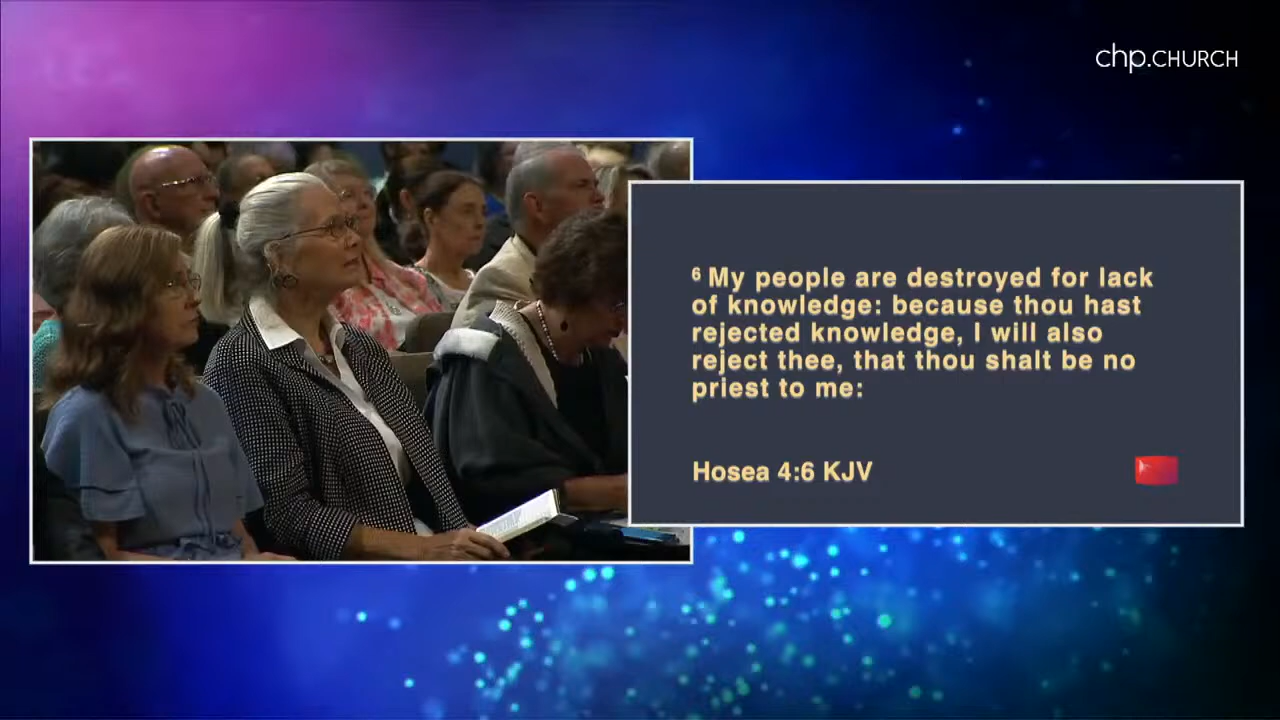 chp.CHURCH
6 My people are destroyed for lack
of knowledge: because thou hast
rejected knowledge, I will also
reject thee, that thou shalt be no
priest to me:
Hosea 4:6 KJV